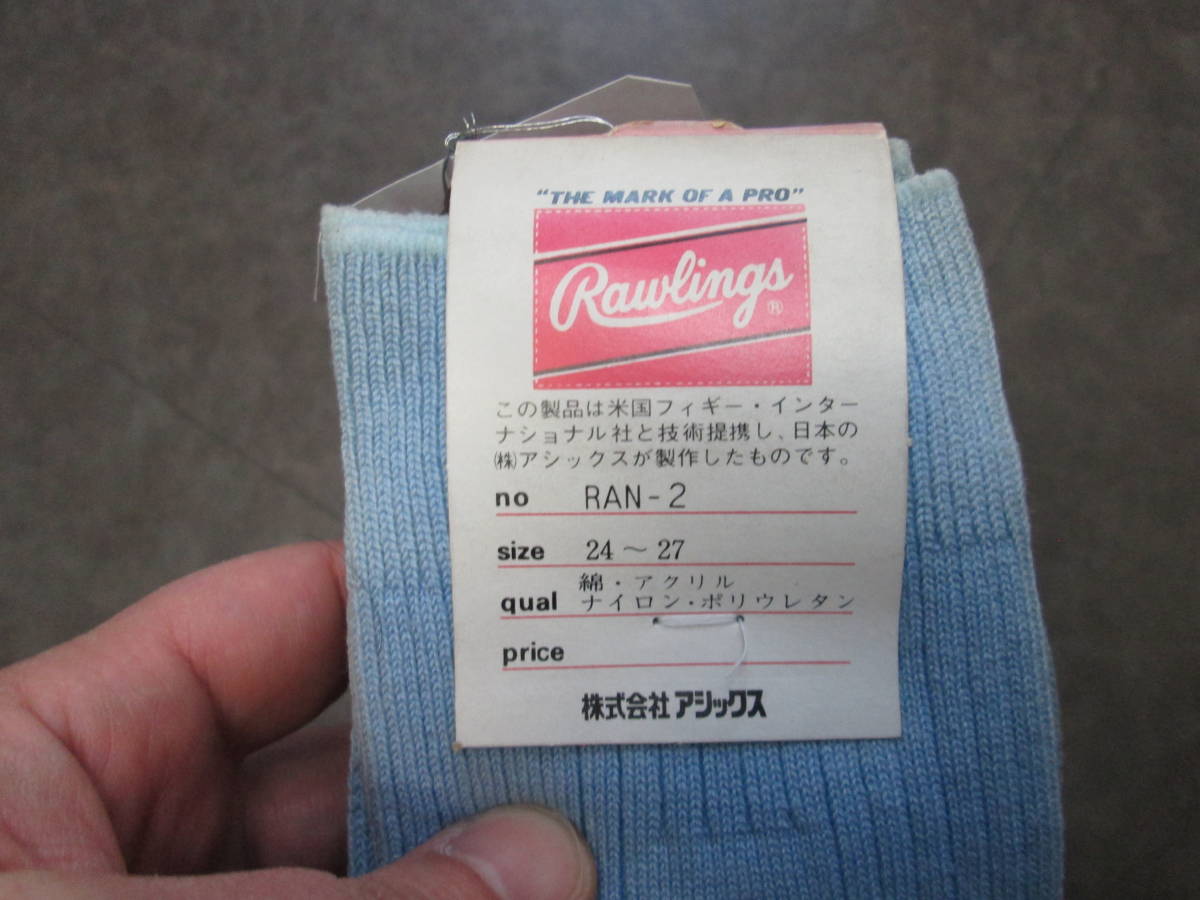 "THE MARK OF A PRO"
Rawlings ®
この製品は米国フィギー・インター
ナショナル社と技術提携し、日本の
㈱アシックスが製作したものです。
no RAN-2
size 24～27
綿・アクリル
qual ナイロン・ポリウレタン
price
株式会社アシックス